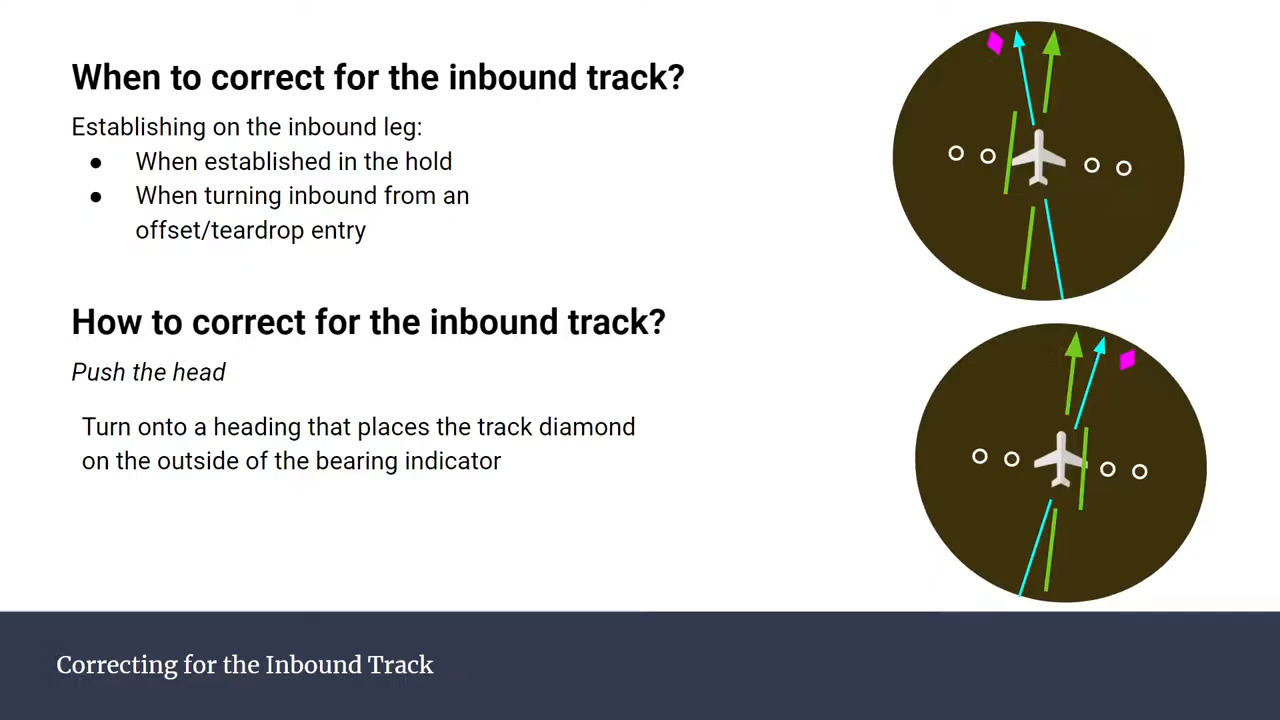 When to correct for the inbound track?
Establishing on the inbound leg:
● When established in the hold
● When turning inbound from an
offset/teardrop entry
How to correct for the inbound track?
Push the head
Turn onto a heading that places the track diamond
on the outside of the bearing indicator
Correcting for the Inbound Track